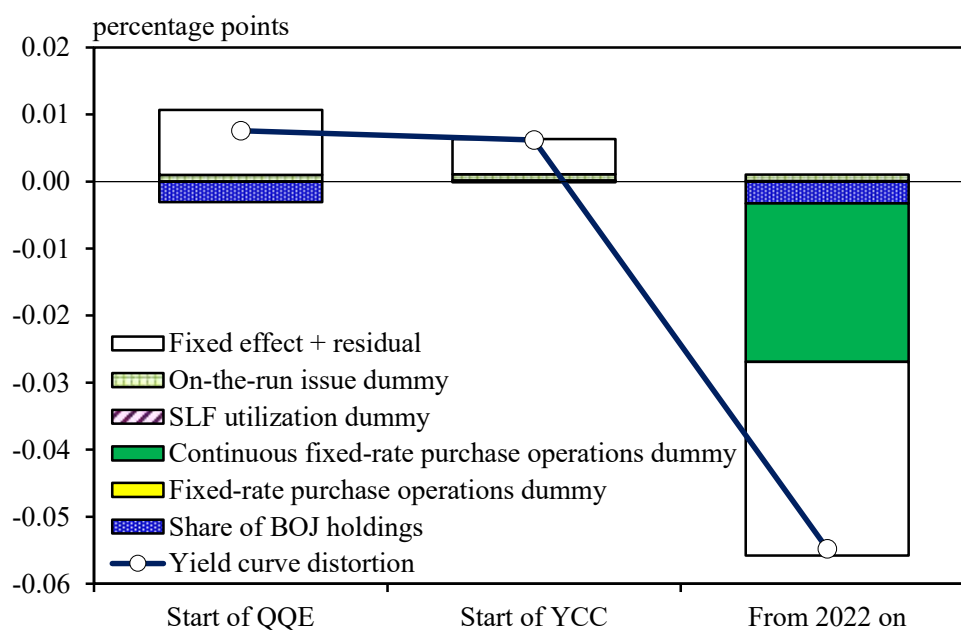 percentage points
0.02
0.01
0.00
-0.01
-0.02
-0.03
-0.04
-0.05
-0.06
Fixed effect + residual
On-the-run issue dummy
SLF utilization dummy
Continuous fixed-rate purchase operations dummy
Fixed-rate purchase operations dummy
Share of BOJ holdings
Yield curve distortion
Start of QQE
Start of YCC
From 2022 on